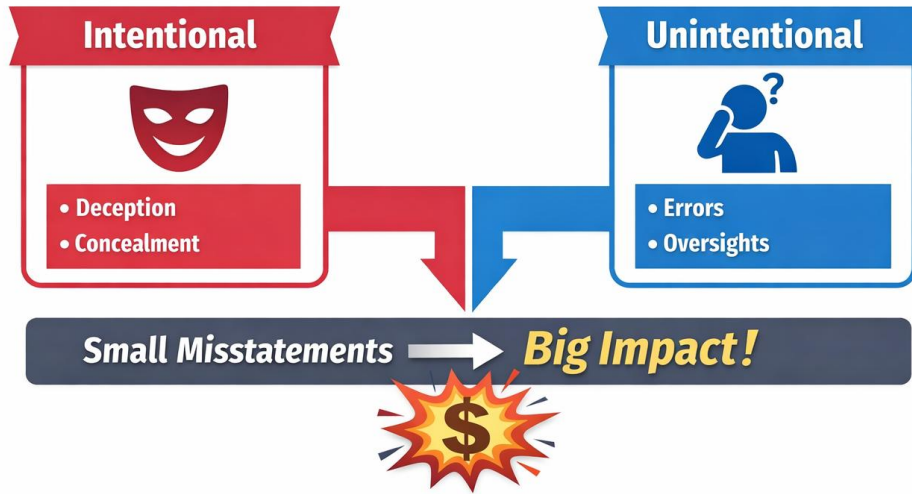 Intentional
Unintentional
?
• Deception
• Concealment
• Errors
• Oversights
Small Misstatements
Big Impact!
$